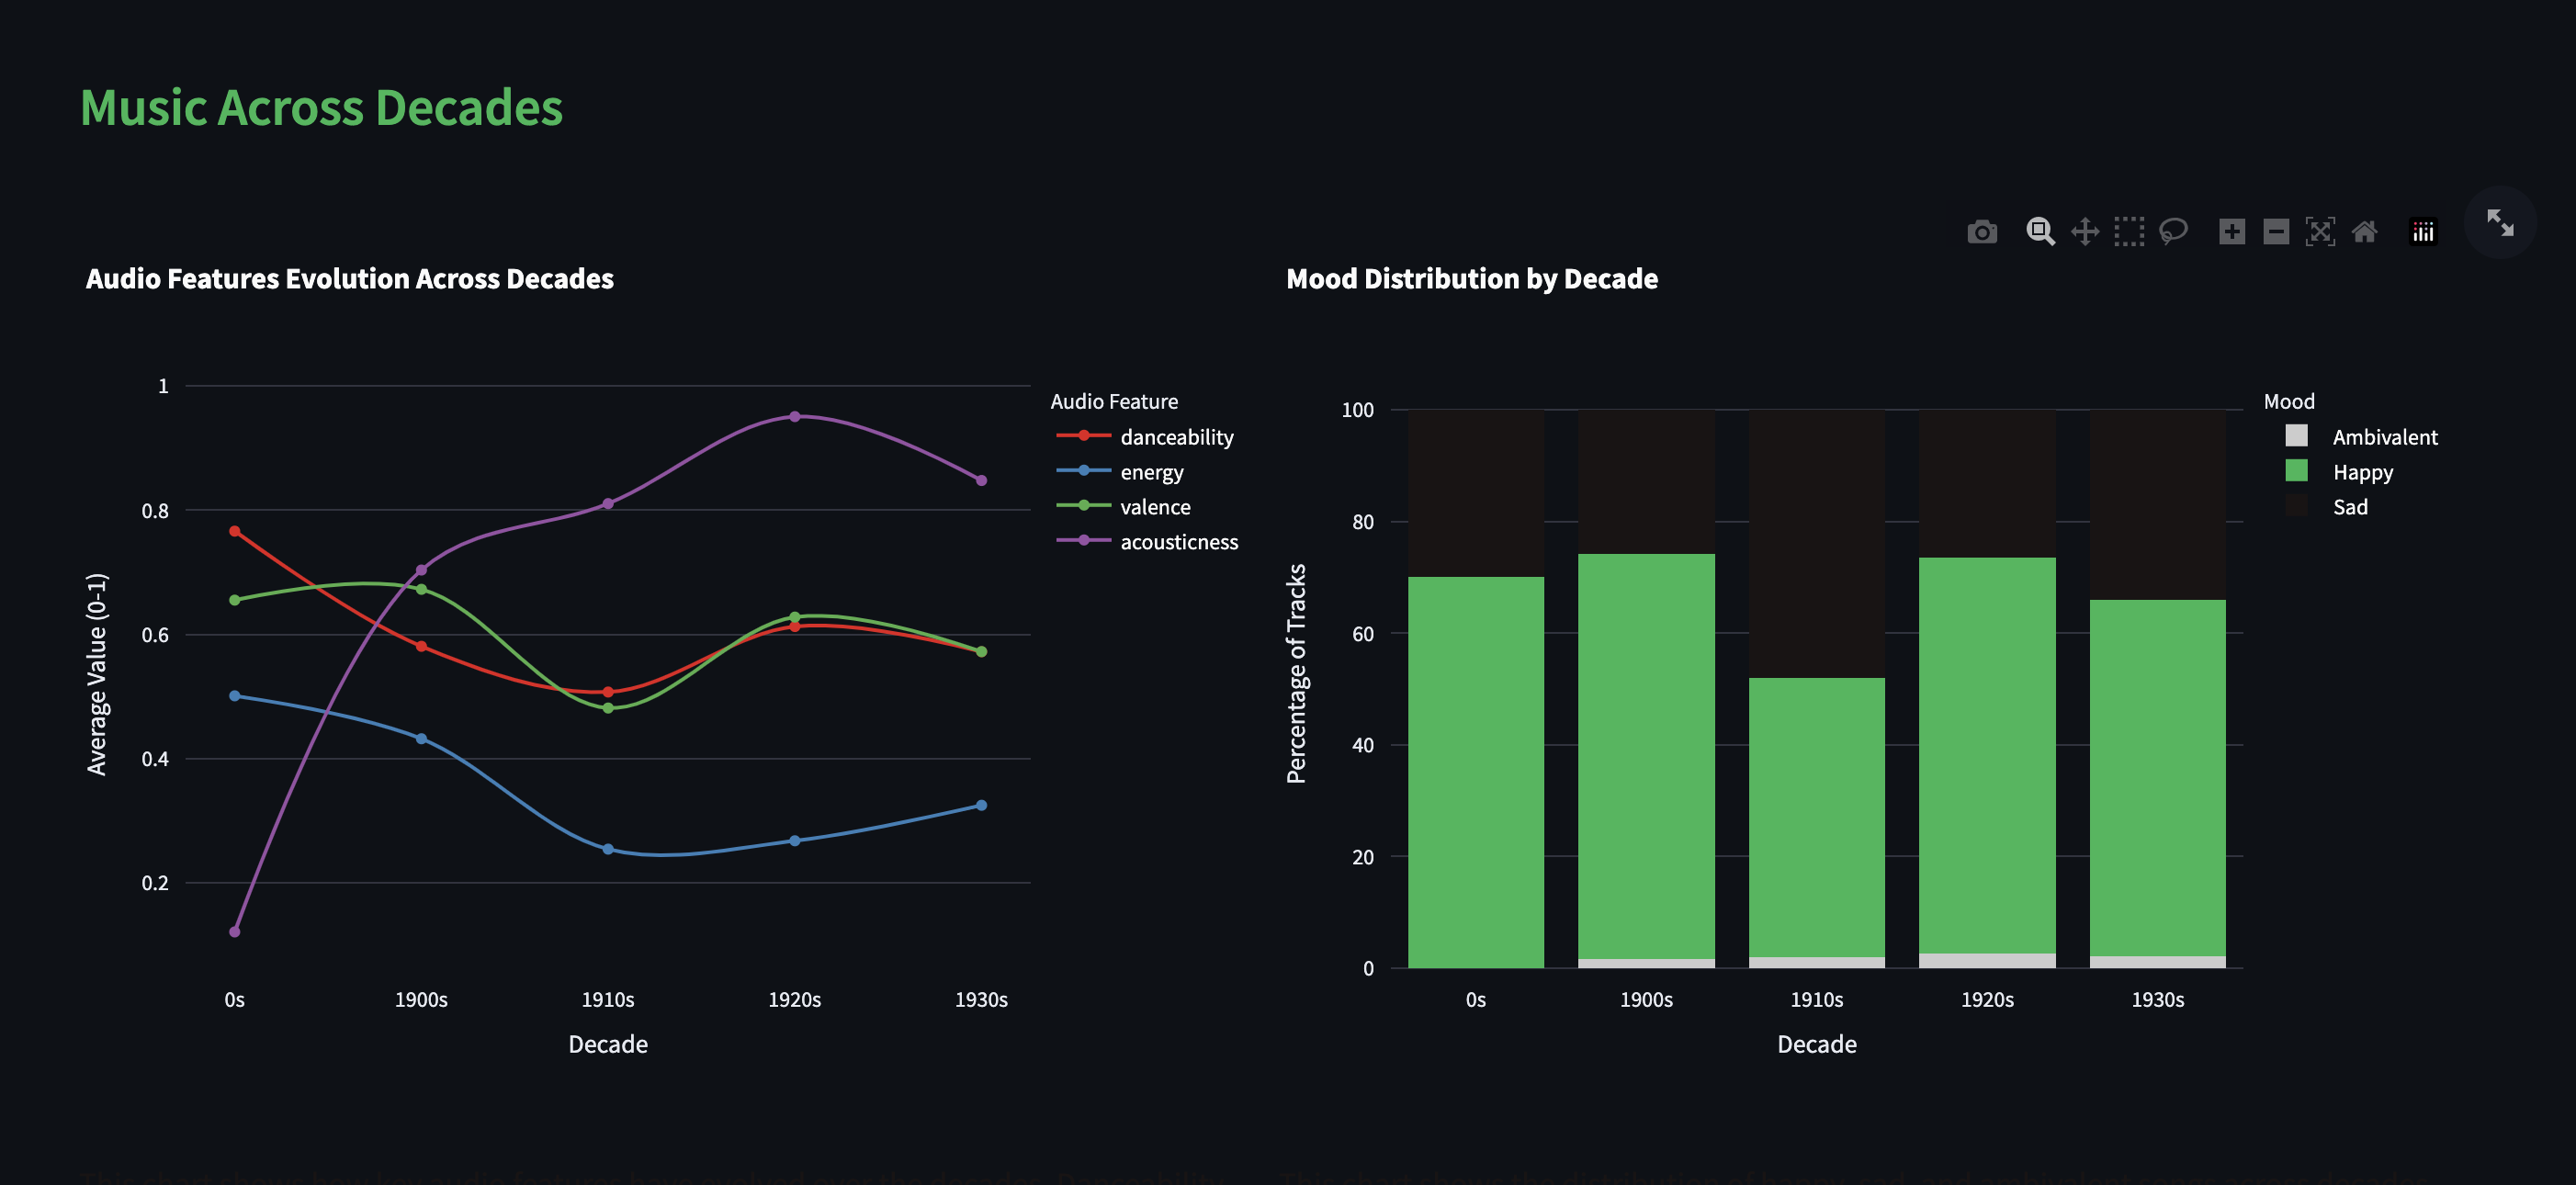 Music Across Decades
Audio Features Evolution Across Decades
1
0.8
0.6
0.4
0.2
Average Value (0-1)
0s
1900s
1910s
1920s
1930s
Decade
Audio Feature
danceability
energy
valence
acousticness
Mood Distribution by Decade
100
80
60
40
20
0
Percentage of Tracks
0s
1900s
1910s
1920s
1930s
Decade
Mood
Ambivalent
Happy
Sad